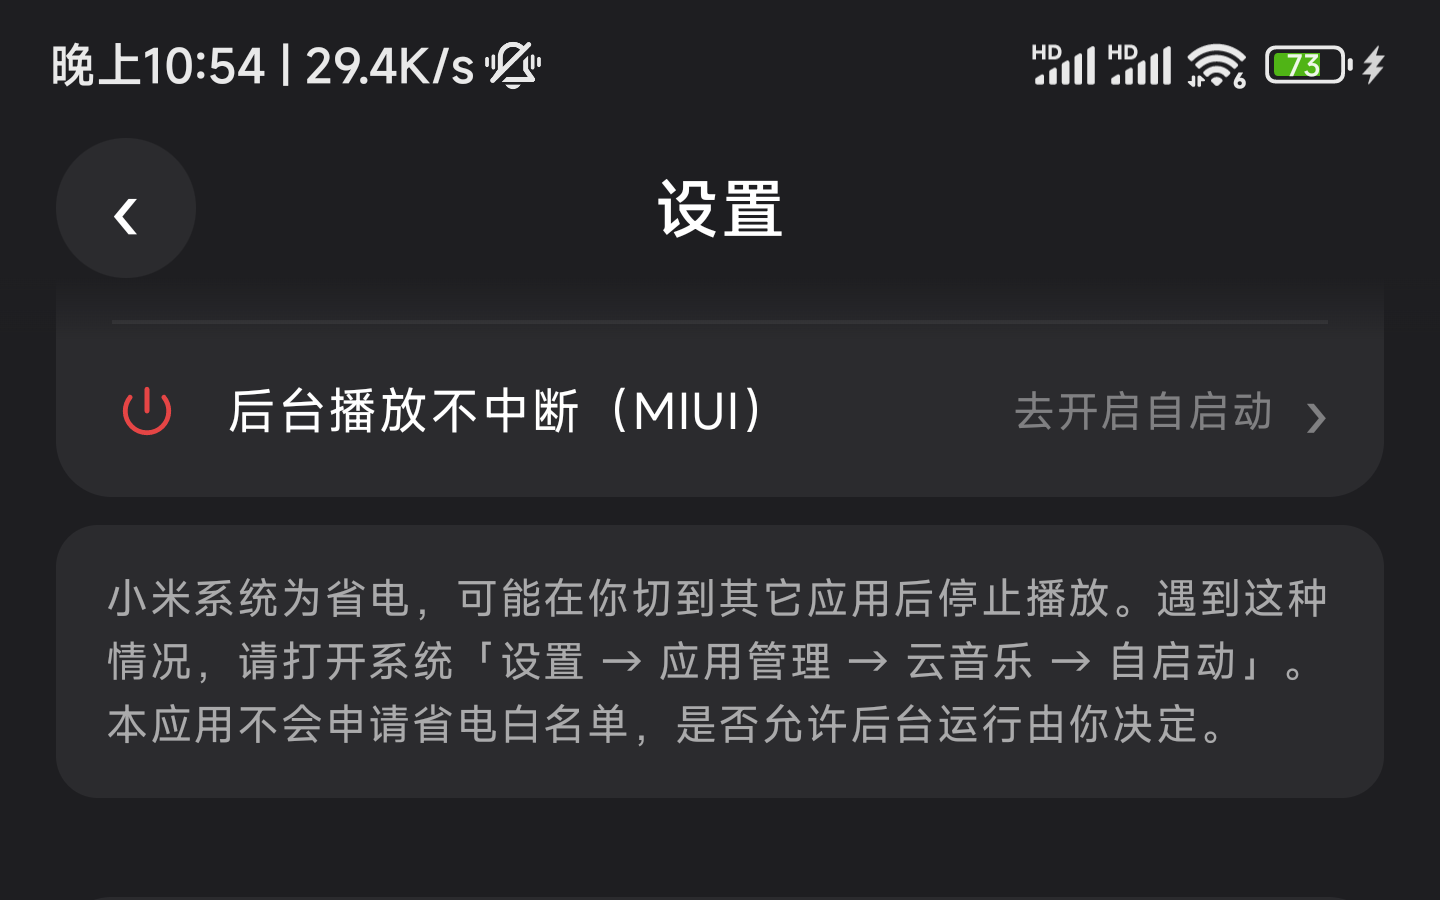 晚上10:54 | 29.4K/s
HD HD 6 73
设置
后台播放不中断（MIUI） 去开启自启动
小米系统为省电，可能在你切到其它应用后停止播放。遇到这种
情况，请打开系统「设置 → 应用管理 → 云音乐 → 自启动」。
本应用不会申请省电白名单，是否允许后台运行由你决定。